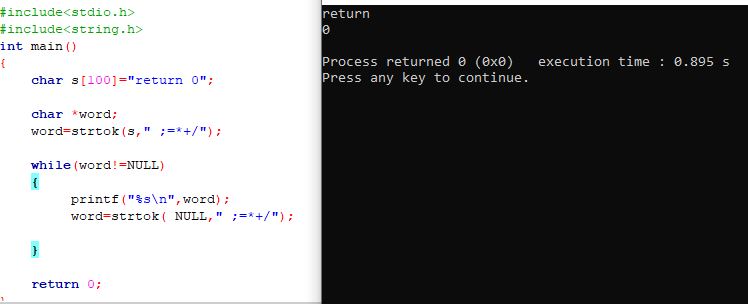 #include<stdio.h>
#include<string.h>
int main()
{
char s[100]="return 0";
char *word;
word=strtok(s," ;=*+/");
while(word!=NULL)
{
printf("%s\n",word);
word=strtok( NULL," ;=*+/");
}
return 0;
}
return
0
Process returned 0 (0x0)   execution time : 0.895 s
Press any key to continue.